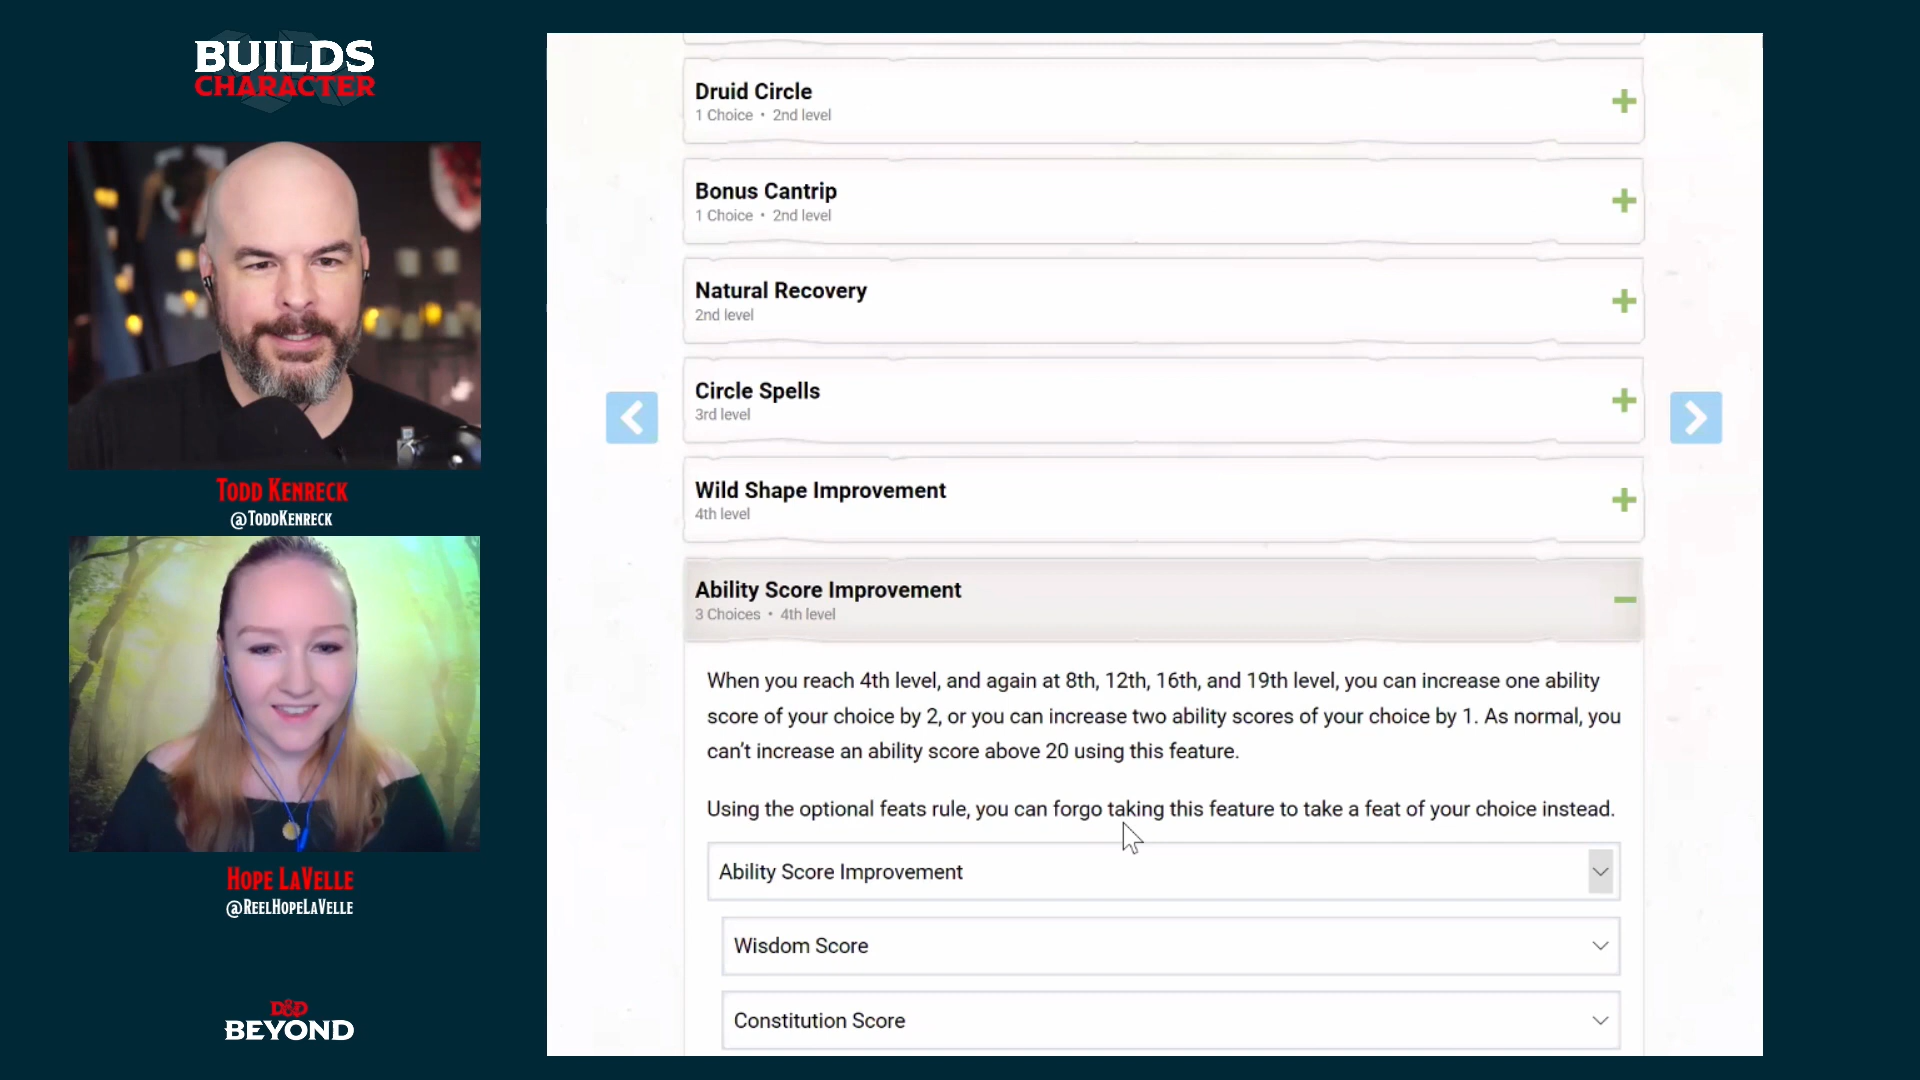 BUILDS
CHARACTER
TODD KENRECK
@TODDKENRECK
HOPE LAVELLE
@REELHOPELAVELLE
D&D
BEYOND
Druid Circle
1 Choice • 2nd level
Bonus Cantrip
1 Choice • 2nd level
Natural Recovery
2nd level
Circle Spells
3rd level
Wild Shape Improvement
4th level
Ability Score Improvement
3 Choices • 4th level
When you reach 4th level, and again at 8th, 12th, 16th, and 19th level, you can increase one ability
score of your choice by 2, or you can increase two ability scores of your choice by 1. As normal, you
can’t increase an ability score above 20 using this feature.
Using the optional feats rule, you can forgo taking this feature to take a feat of your choice instead.
Ability Score Improvement
Wisdom Score
Constitution Score